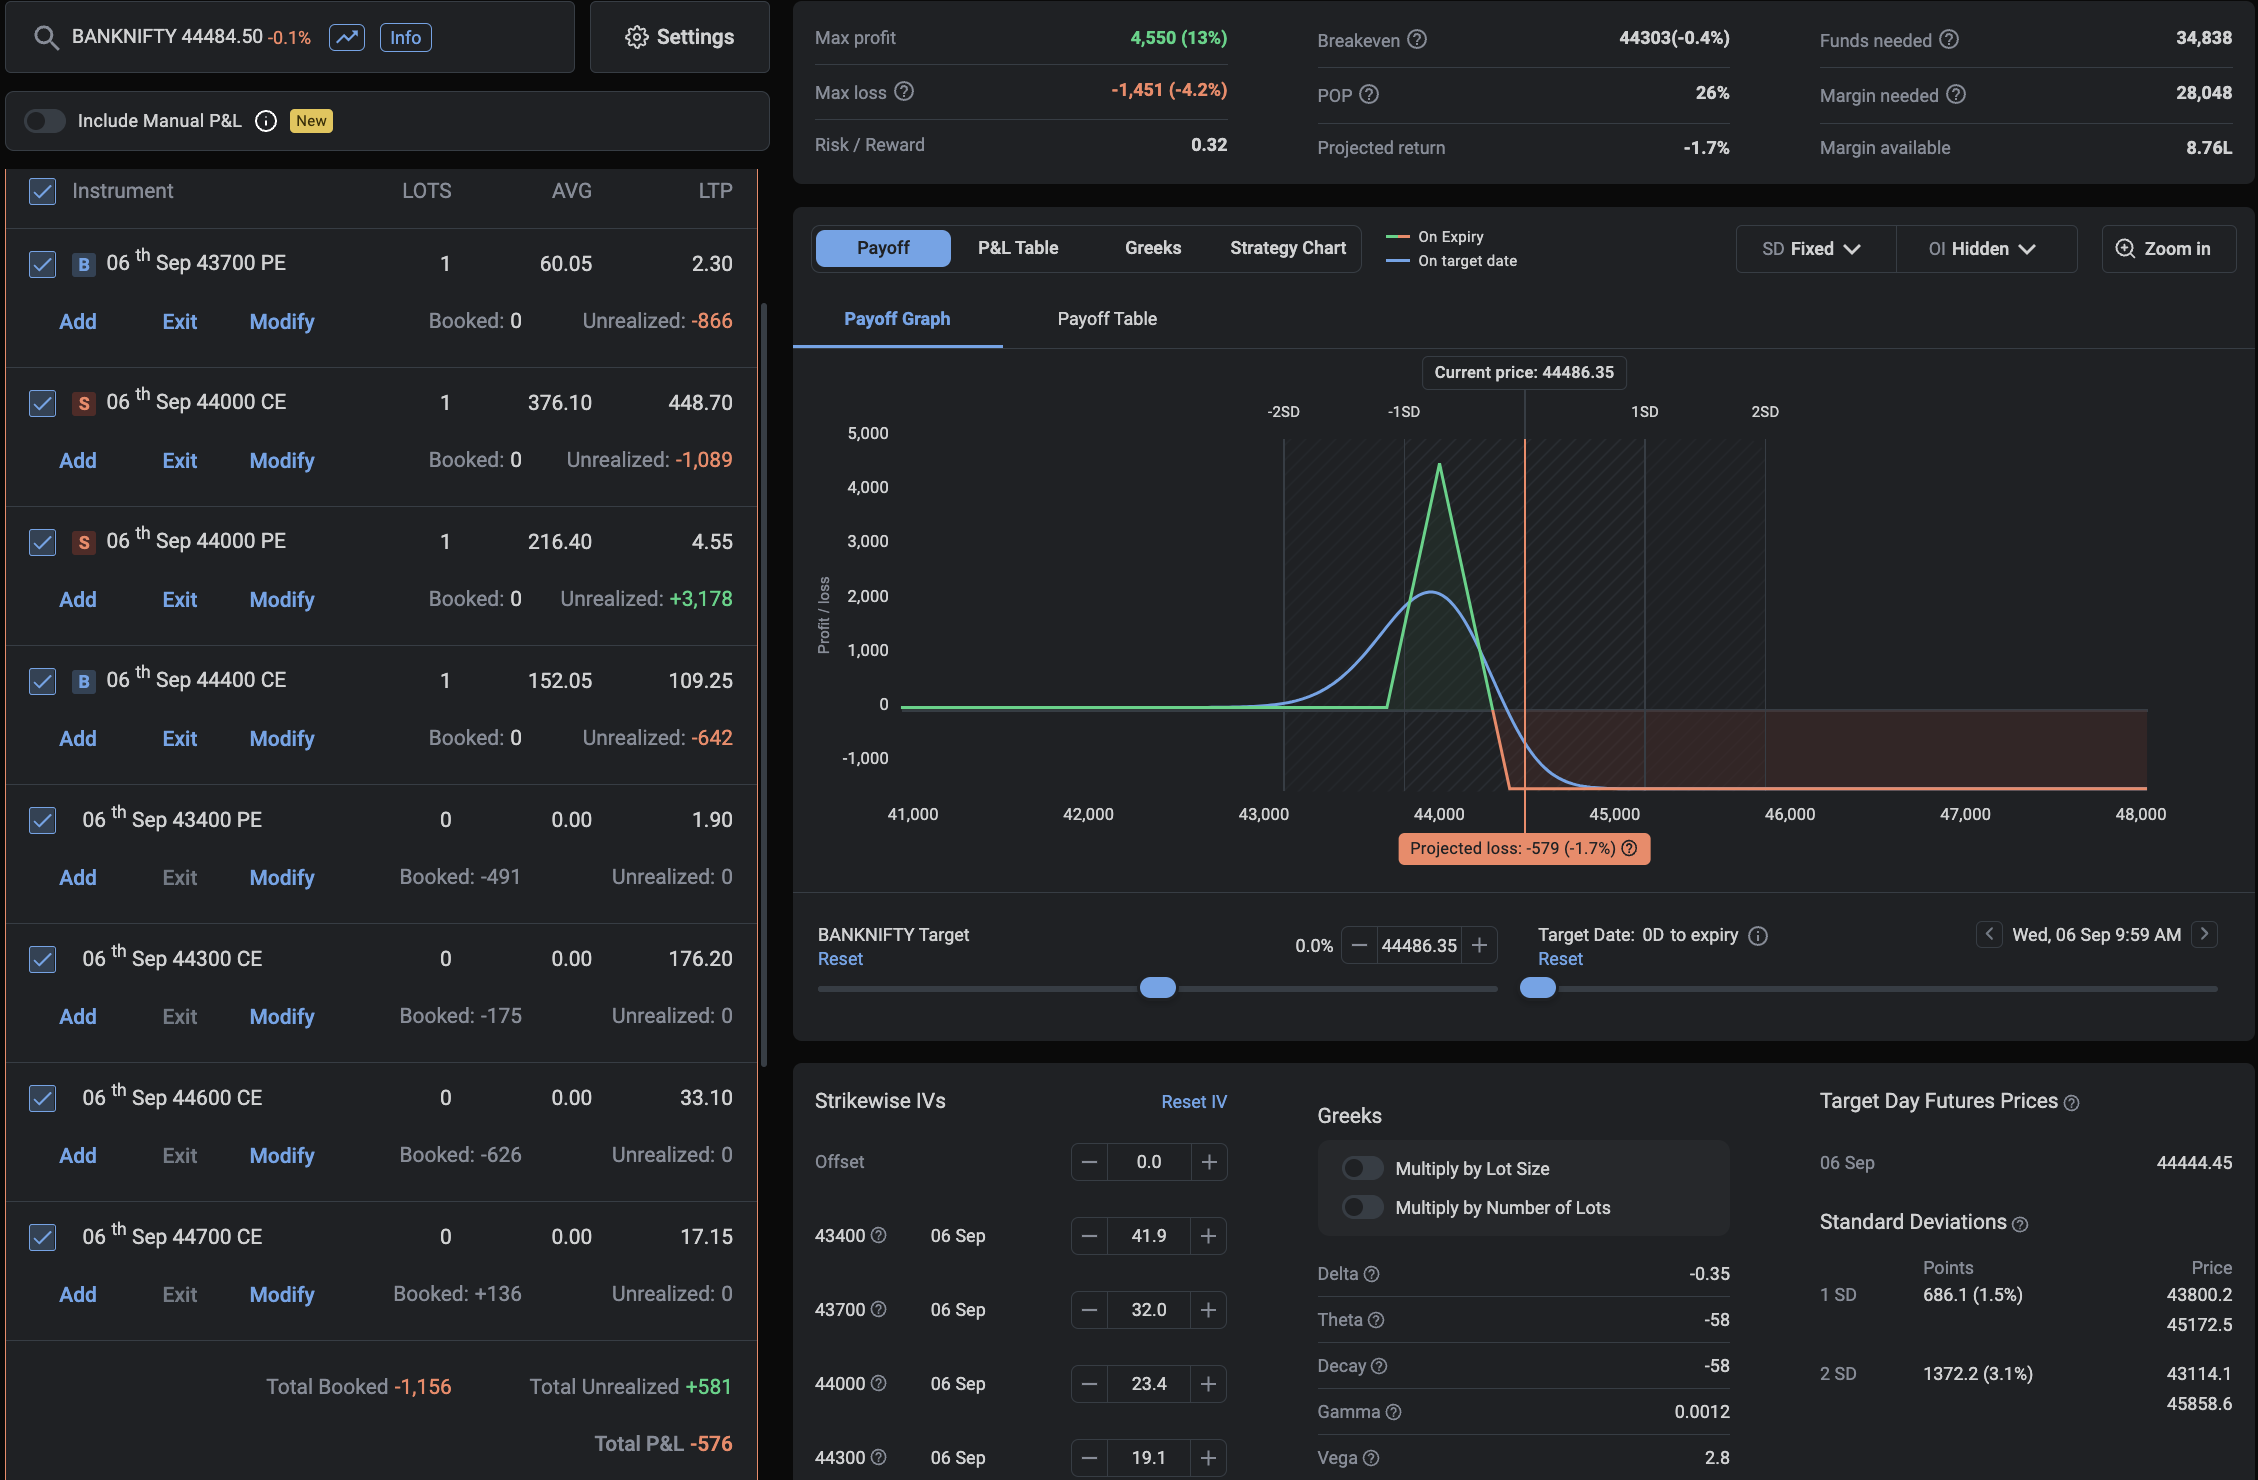 BANKNIFTY 44484.50 -0.1% Info
Settings
Include Manual P&L New
Instrument LOTS AVG LTP
B 06 th Sep 43700 PE 1 60.05 2.30
Add Exit Modify Booked: 0 Unrealized: -866
S 06 th Sep 44000 CE 1 376.10 448.70
Add Exit Modify Booked: 0 Unrealized: -1,089
S 06 th Sep 44000 PE 1 216.40 4.55
Add Exit Modify Booked: 0 Unrealized: +3,178
B 06 th Sep 44400 CE 1 152.05 109.25
Add Exit Modify Booked: 0 Unrealized: -642
06 th Sep 43400 PE 0 0.00 1.90
Add Exit Modify Booked: -491 Unrealized: 0
06 th Sep 44300 CE 0 0.00 176.20
Add Exit Modify Booked: -175 Unrealized: 0
06 th Sep 44600 CE 0 0.00 33.10
Add Exit Modify Booked: -626 Unrealized: 0
06 th Sep 44700 CE 0 0.00 17.15
Add Exit Modify Booked: +136 Unrealized: 0
Total Booked -1,156 Total Unrealized +581
Total P&L -576
Max profit 4,550 (13%)
Max loss ? -1,451 (-4.2%)
Risk / Reward 0.32
Breakeven ? 44303(-0.4%)
POP ? 26%
Projected return -1.7%
Funds needed ? 34,838
Margin needed ? 28,048
Margin available 8.76L
Payoff P&L Table Greeks Strategy Chart
On Expiry
On target date
SD Fixed OI Hidden Zoom in
Payoff Graph Payoff Table
Current price: 44486.35
-2SD -1SD 1SD 2SD
Profit / loss
5,000
4,000
3,000
2,000
1,000
0
-1,000
41,000 42,000 43,000 44,000 45,000 46,000 47,000 48,000
Projected loss: -579 (-1.7%) ?
BANKNIFTY Target 0.0% — 44486.35 +
Reset
Target Date: 0D to expiry < Wed, 06 Sep 9:59 AM >
Reset
Strikewise IVs Reset IV
Offset — 0.0 +
43400 ? 06 Sep — 41.9 +
43700 ? 06 Sep — 32.0 +
44000 ? 06 Sep — 23.4 +
44300 ? 06 Sep — 19.1 +
Greeks
Multiply by Lot Size
Multiply by Number of Lots
Delta ? -0.35
Theta ? -58
Decay ? -58
Gamma ? 0.0012
Vega ? 2.8
Target Day Futures Prices ?
06 Sep 44444.45
Standard Deviations ?
Points Price
1 SD 686.1 (1.5%) 43800.2
45172.5
2 SD 1372.2 (3.1%) 43114.1
45858.6